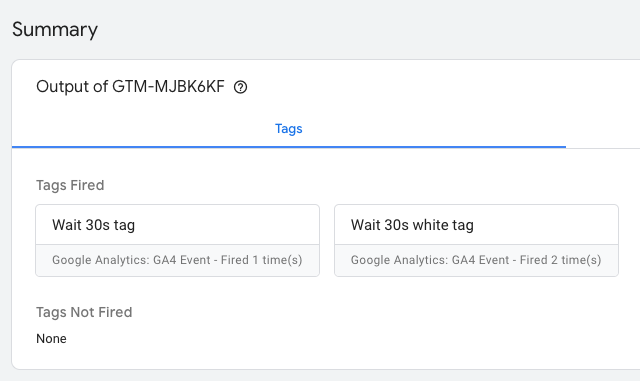 Summary
Output of GTM-MJBK6KF
Tags
Tags Fired
Wait 30s tag
Google Analytics: GA4 Event - Fired 1 time(s)
Wait 30s white tag
Google Analytics: GA4 Event - Fired 2 time(s)
Tags Not Fired
None